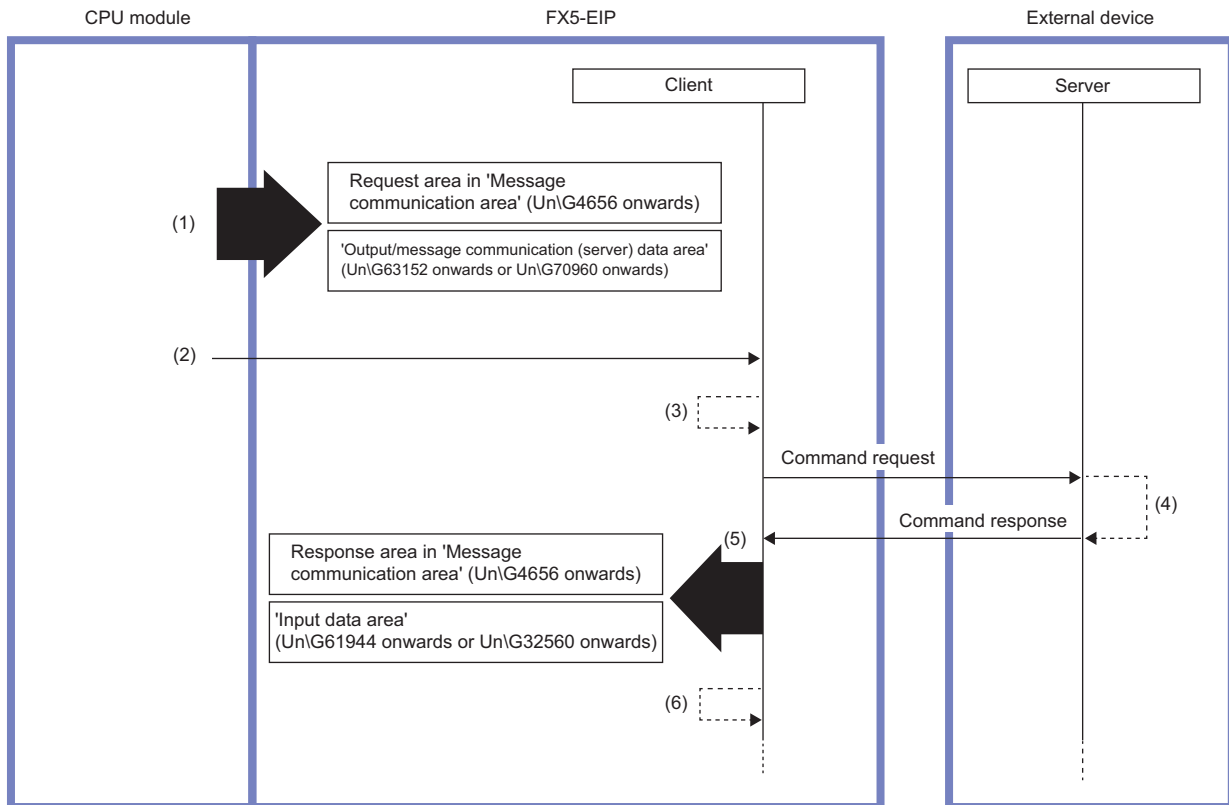 CPU module
FX5-EIP
External device
Client
Server
Request area in 'Message
communication area' (Un\G4656 onwards)
(1)
'Output/message communication (server) data area'
(Un\G63152 onwards or Un\G70960 onwards)
(2)
(3)
Command request
(4)
Command response
(5)
Response area in 'Message
communication area' (Un\G4656 onwards)
'Input data area'
(Un\G61944 onwards or Un\G32560 onwards)
(6)